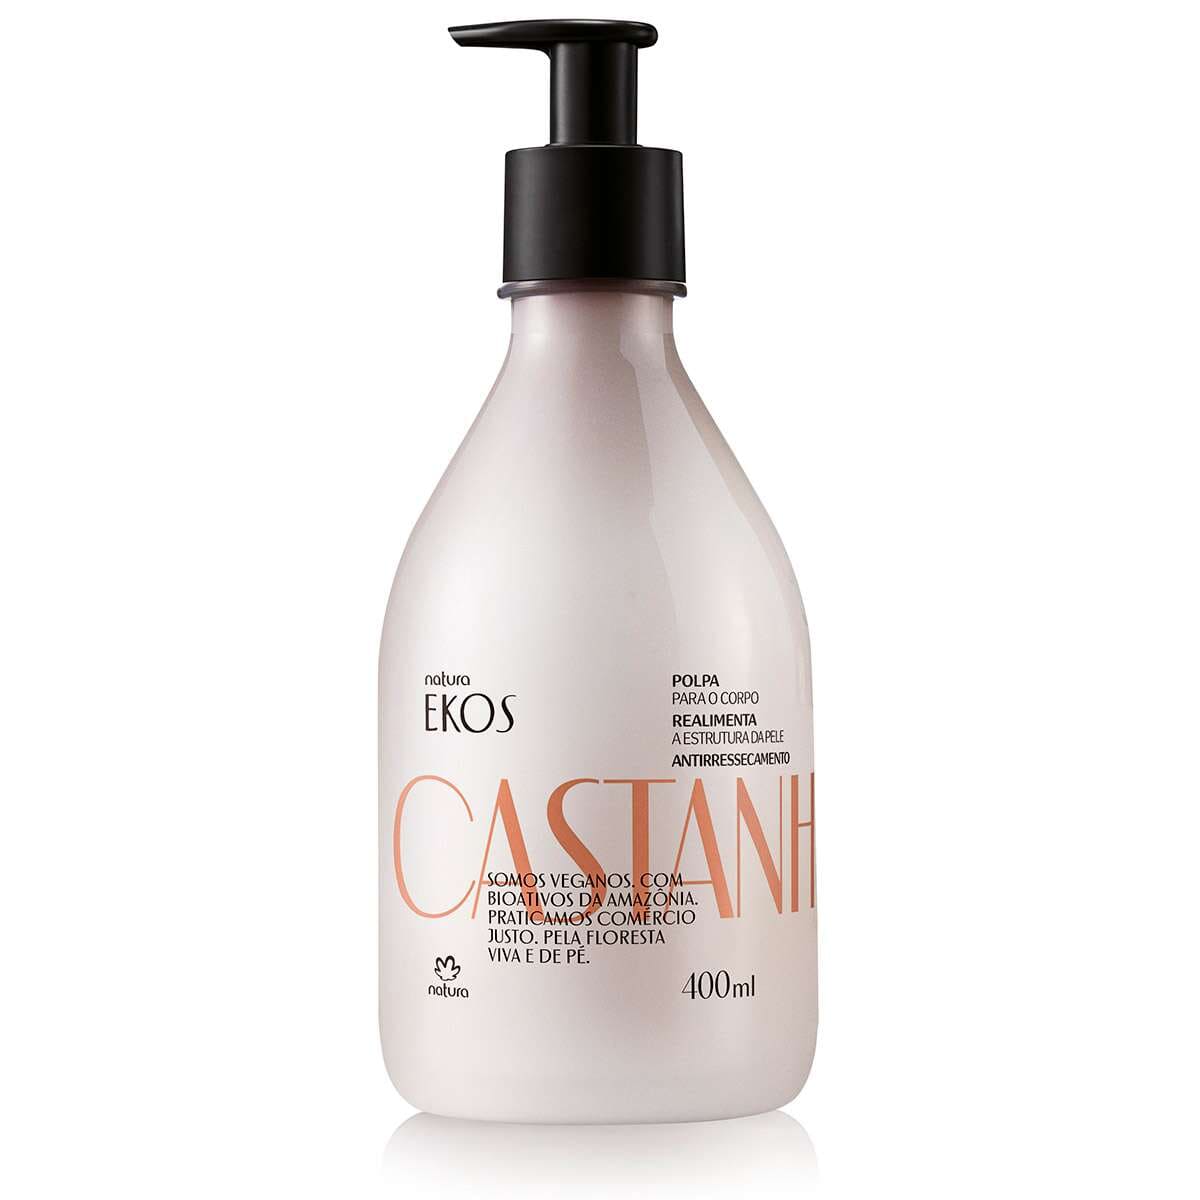 natura
EKOS
POLPA
PARA O CORPO
REALIMENTA
A ESTRUTURA DA PELE
ANTIRRESSECAMENTO
CASTANH
SOMOS VEGANOS. COM
BIOATIVOS DA AMAZÔNIA.
PRATICAMOS COMÉRCIO
JUSTO. PELA FLORESTA
VIVA E DE PÉ.
natura
400ml